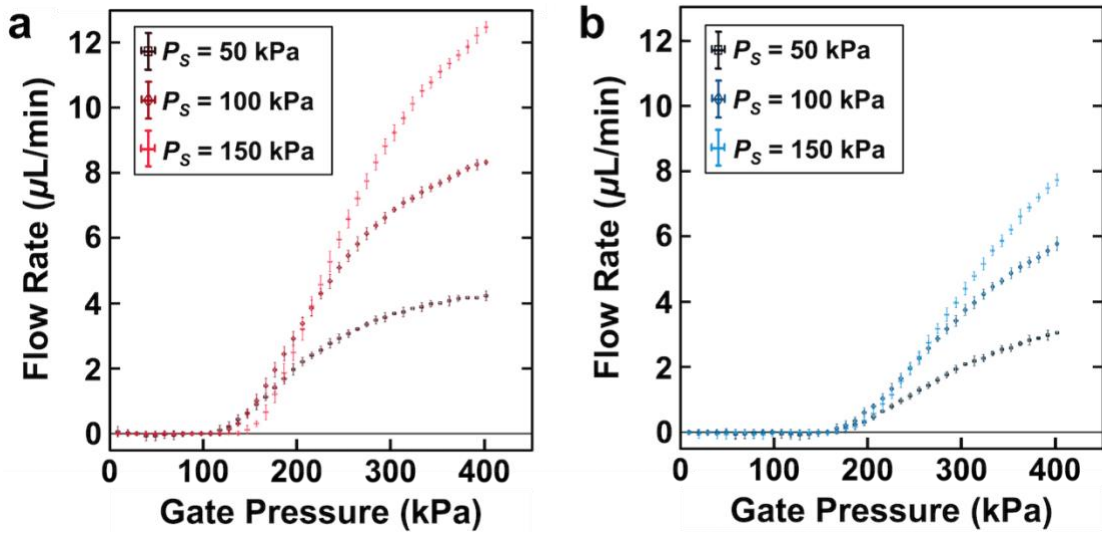 a
Flow Rate (µL/min)
12
10
8
6
4
2
0
P_S = 50 kPa
P_S = 100 kPa
P_S = 150 kPa
0 100 200 300 400
Gate Pressure (kPa)
b
Flow Rate (µL/min)
12
10
8
6
4
2
0
P_S = 50 kPa
P_S = 100 kPa
P_S = 150 kPa
0 100 200 300 400
Gate Pressure (kPa)